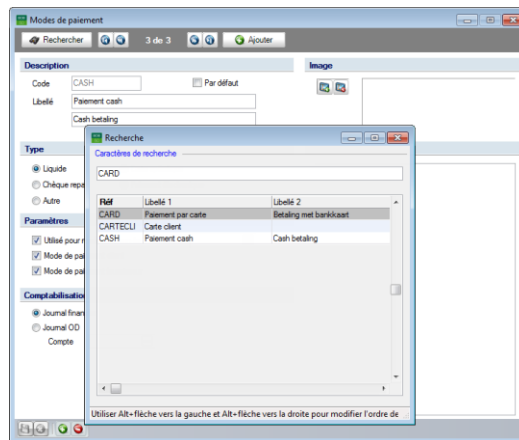 Modes de paiement
Rechercher 3 de 3 Ajouter
Description
Image
Code CASH Par défaut
Libellé Paiement cash
Cash betaling
Recherche
Caractères de recherche
CARD
Réf Libellé 1 Libellé 2
CARD Paiement par carte Betaling met bankkaart
CARTECLI Carte client
CASH Paiement cash Cash betaling
Type
Liquide
Chèque repa
Autre
Paramètres
Utilisé pour
Mode de pai
Mode de pai
Comptabilisatio
Journal finan
Journal OD
Compte
Utiliser Alt+flèche vers la gauche et Alt+flèche vers la droite pour modifier l'ordre de